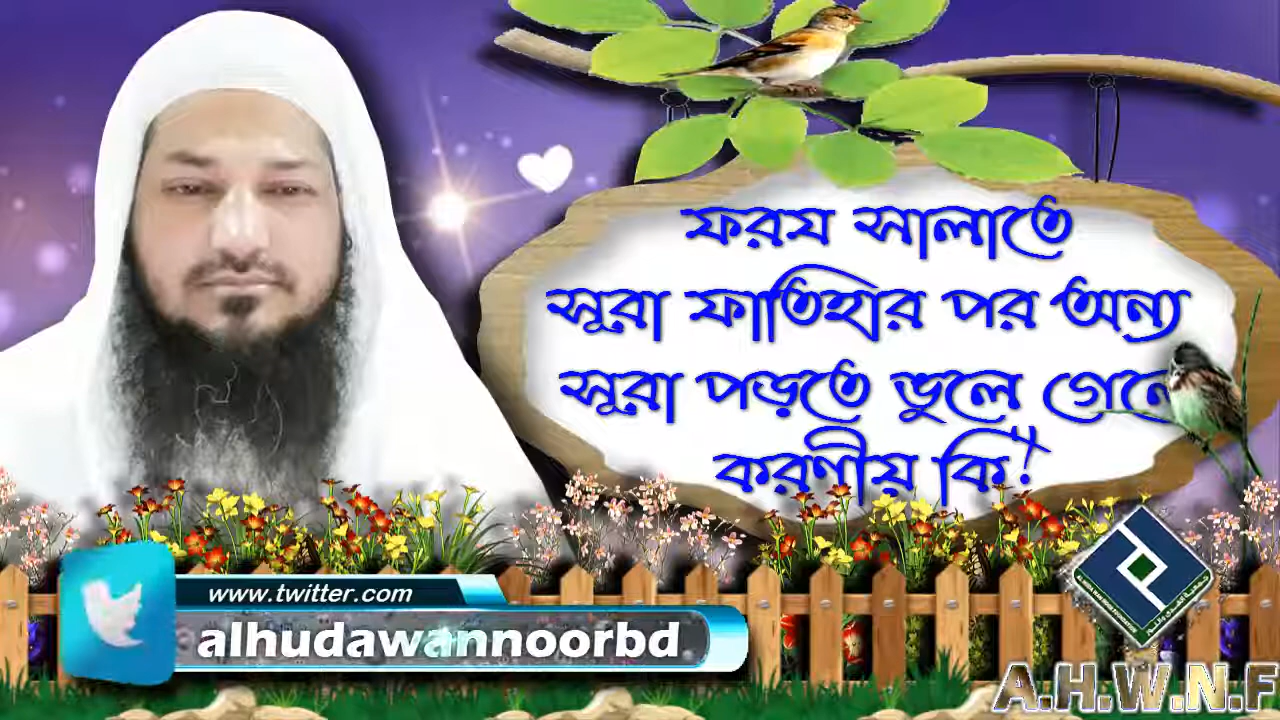 ফরয সালাতে
সূরা ফাতিহার পর অন্য
সূরা পড়তে ভুলে গেলে
করণীয় কি!
www.twitter.com
alhudawannoorbd
A.H.W.N.F